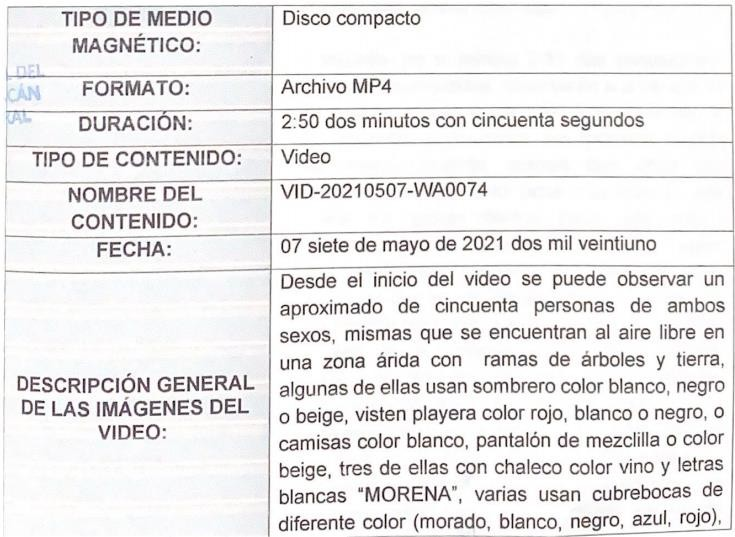 TIPO DE MEDIO
MAGNÉTICO:
Disco compacto
L DEL
CÁN
RAL
FORMATO:
Archivo MP4
DURACIÓN:
2:50 dos minutos con cincuenta segundos
TIPO DE CONTENIDO:
Video
NOMBRE DEL
CONTENIDO:
VID-20210507-WA0074
FECHA:
07 siete de mayo de 2021 dos mil veintiuno
DESCRIPCIÓN GENERAL
DE LAS IMÁGENES DEL
VIDEO:
Desde el inicio del video se puede observar un
aproximado de cincuenta personas de ambos
sexos, mismas que se encuentran al aire libre en
una zona árida con ramas de árboles y tierra,
algunas de ellas usan sombrero color blanco, negro
o beige, visten playera color rojo, blanco o negro, o
camisas color blanco, pantalón de mezclilla o color
beige, tres de ellas con chaleco color vino y letras
blancas “MORENA”, varias usan cubrebocas de
diferente color (morado, blanco, negro, azul, rojo),